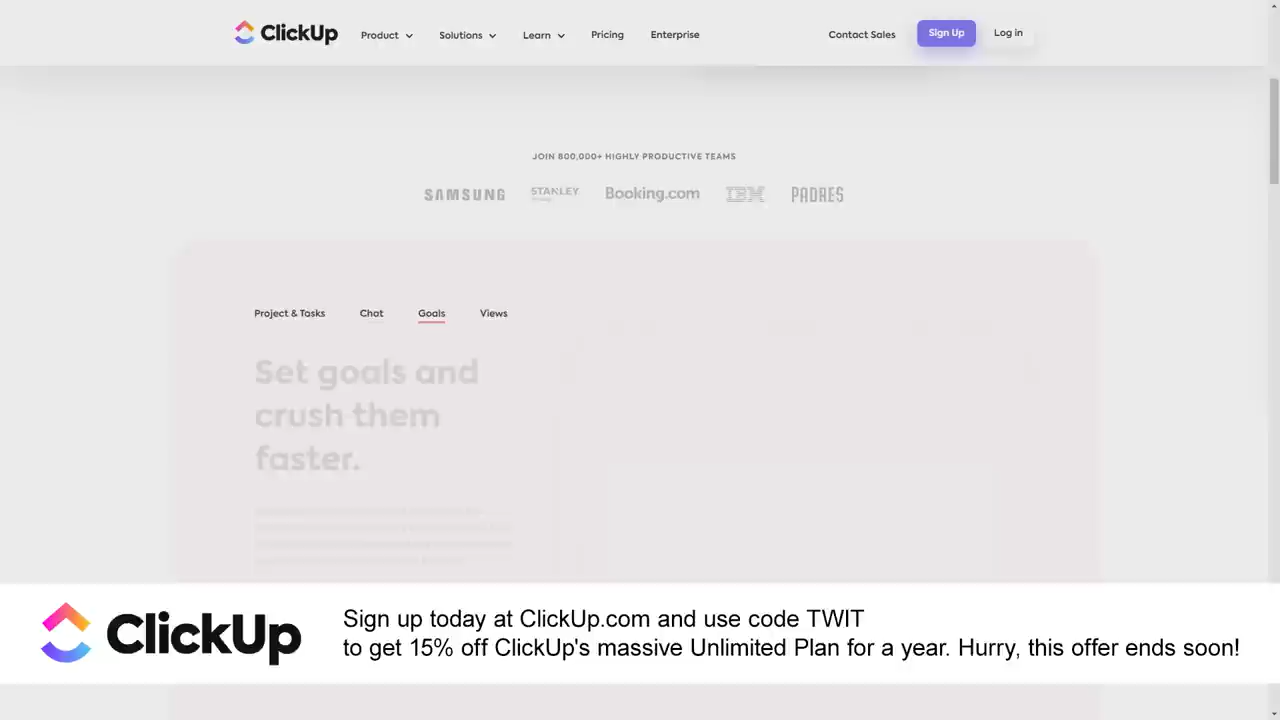 ClickUp
Product
Solutions
Learn
Pricing
Enterprise
Contact Sales
Sign Up
Log in
JOIN 800,000+ HIGHLY PRODUCTIVE TEAMS
SAMSUNG
STANLEY
Booking.com
IBM
PADRES
Project & Tasks
Chat
Goals
Views
Set goals and
crush them
faster.
ClickUp
Sign up today at ClickUp.com and use code TWIT
to get 15% off ClickUp's massive Unlimited Plan for a year. Hurry, this offer ends soon!